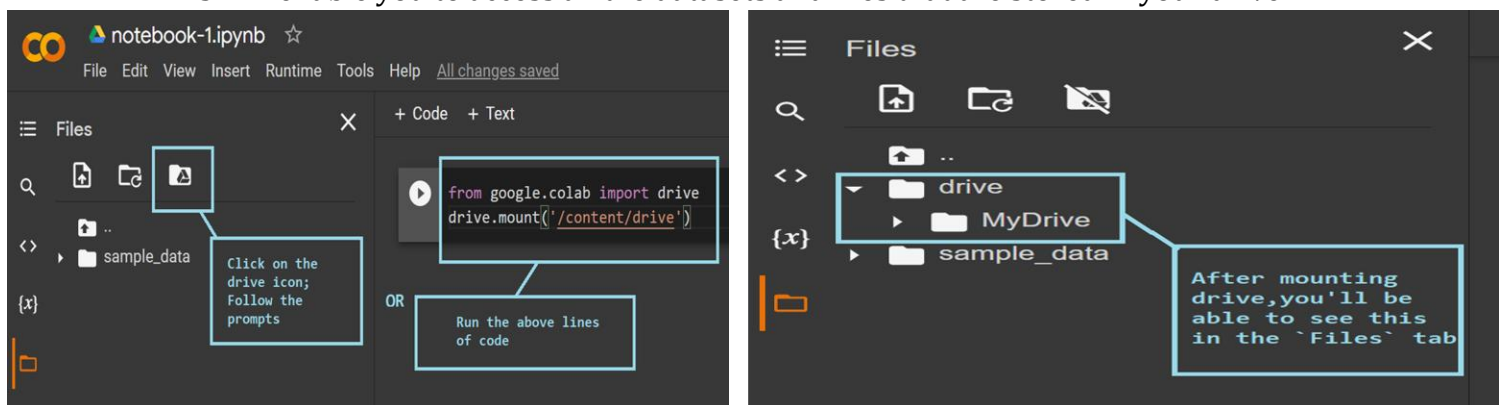 notebook-1.ipynb
File Edit View Insert Runtime Tools Help All changes saved
Files
+ Code + Text
from google.colab import drive
drive.mount('/content/drive')
..
sample_data
Click on the
drive icon;
Follow the
prompts
OR
Run the above lines
of code
{x}
Files
..
drive
MyDrive
sample_data
{x}
After mounting
drive,you'll be
able to see this
in the `Files` tab